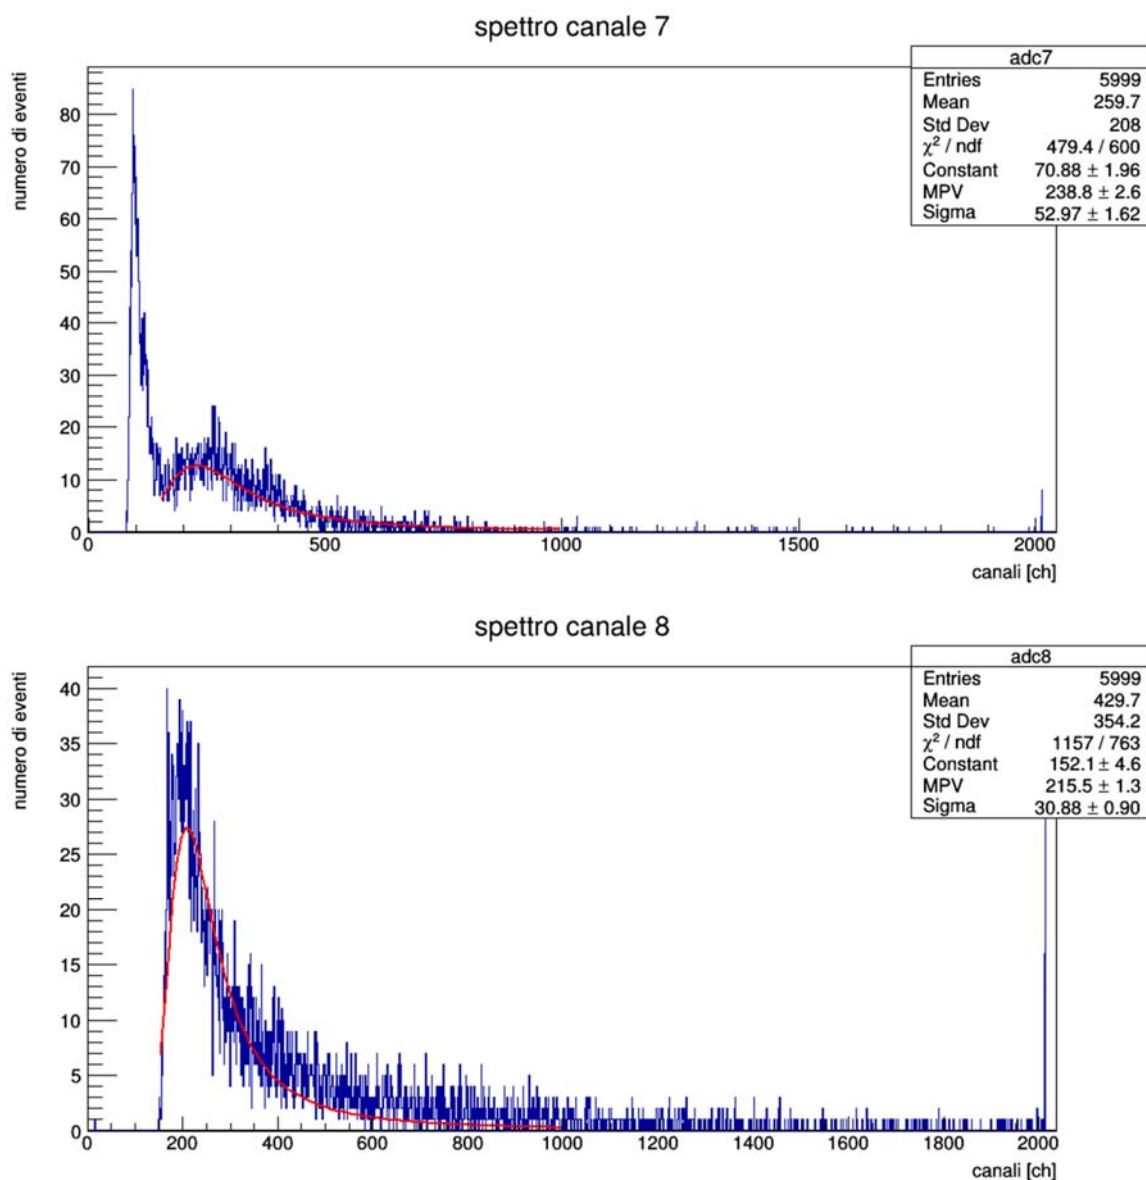 spettro canale 7
numero di eventi
adc7
Entries 5999
Mean 259.7
Std Dev 208
χ² / ndf 479.4 / 600
Constant 70.88 ± 1.96
MPV 238.8 ± 2.6
Sigma 52.97 ± 1.62
80
70
60
50
40
30
20
10
0
0 500 1000 1500 2000
canali [ch]
spettro canale 8
numero di eventi
adc8
Entries 5999
Mean 429.7
Std Dev 354.2
χ² / ndf 1157 / 763
Constant 152.1 ± 4.6
MPV 215.5 ± 1.3
Sigma 30.88 ± 0.90
40
35
30
25
20
15
10
5
0
0 200 400 600 800 1000 1200 1400 1600 1800 2000
canali [ch]